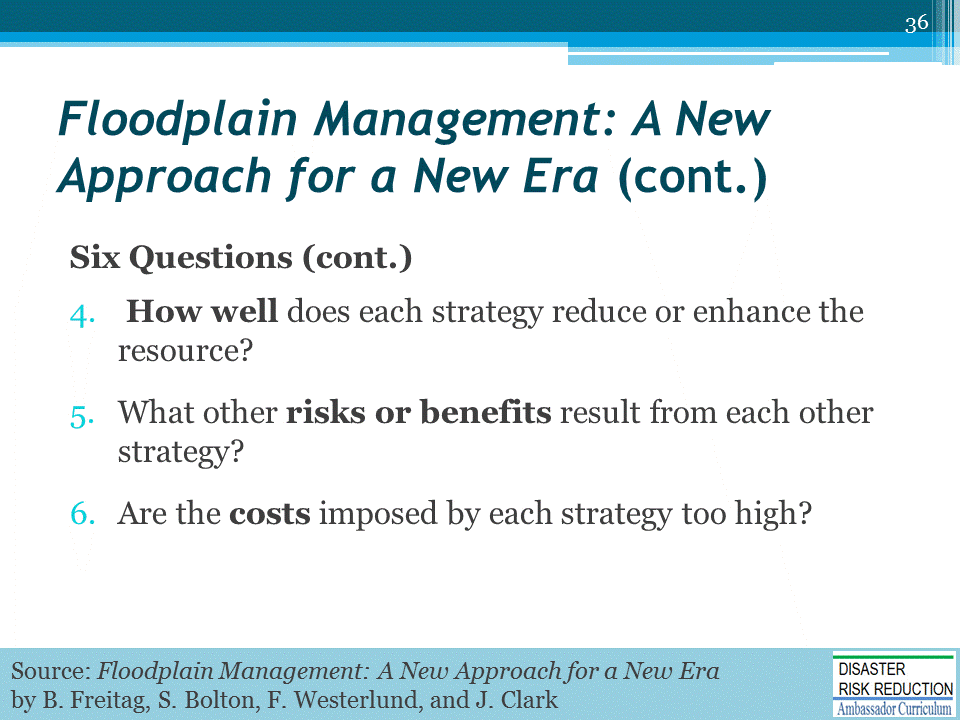 36
Floodplain Management: A New
Approach for a New Era (cont.)
Six Questions (cont.)
4. How well does each strategy reduce or enhance the
resource?
5. What other risks or benefits result from each other
strategy?
6. Are the costs imposed by each strategy too high?
Source: Floodplain Management: A New Approach for a New Era
by B. Freitag, S. Bolton, F. Westerlund, and J. Clark
DISASTER
RISK REDUCTION
Ambassador Curriculum